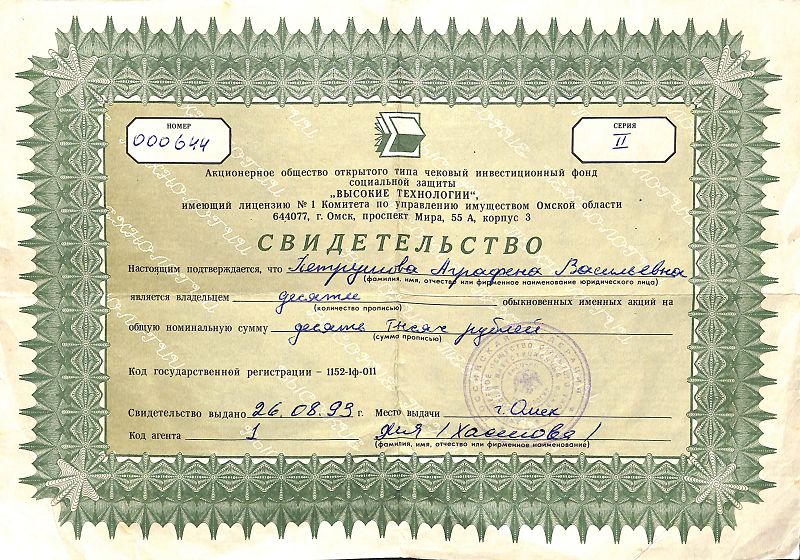 НОМЕР
000644
СЕРИЯ
II
Акционерное общество открытого типа чековый инвестиционный фонд
социальной защиты
„ВЫСОКИЕ ТЕХНОЛОГИИ“,
имеющий лицензию №1 Комитета по управлению имуществом Омской области
644077, г. Омск, проспект Мира, 55 А, корпус 3
СВИДЕТЕЛЬСТВО
Настоящим подтверждается, что Петрушова Аграфена Васильевна
(фамилия, имя, отчество или фирменное наименование юридического лица)
является владельцем десяти обыкновенных именных акций на
(количество прописью)
общую номинальную сумму десять тысяч рублей
(сумма прописью)
Код государственной регистрации – 1152-1ф-011
Свидетельство выдано 26.08.93 г. Место выдачи г. Омск
Код агента 1
(фамилия, имя, отчество или фирменное наименование)